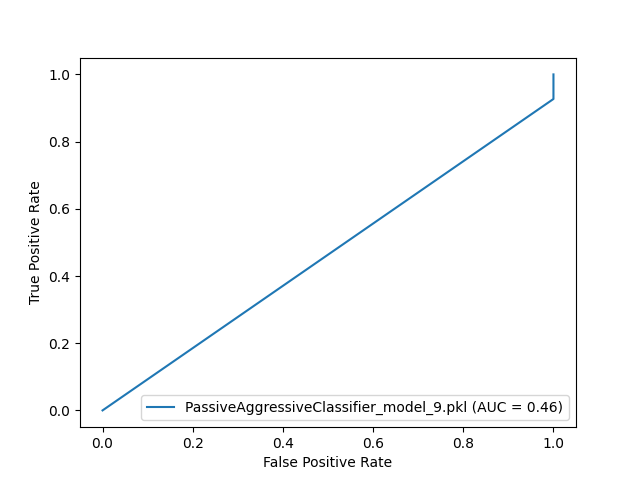 1.0
0.8
0.6
0.4
0.2
0.0
True Positive Rate
PassiveAggressiveClassifier_model_9.pkl (AUC = 0.46)
0.0 0.2 0.4 0.6 0.8 1.0
False Positive Rate